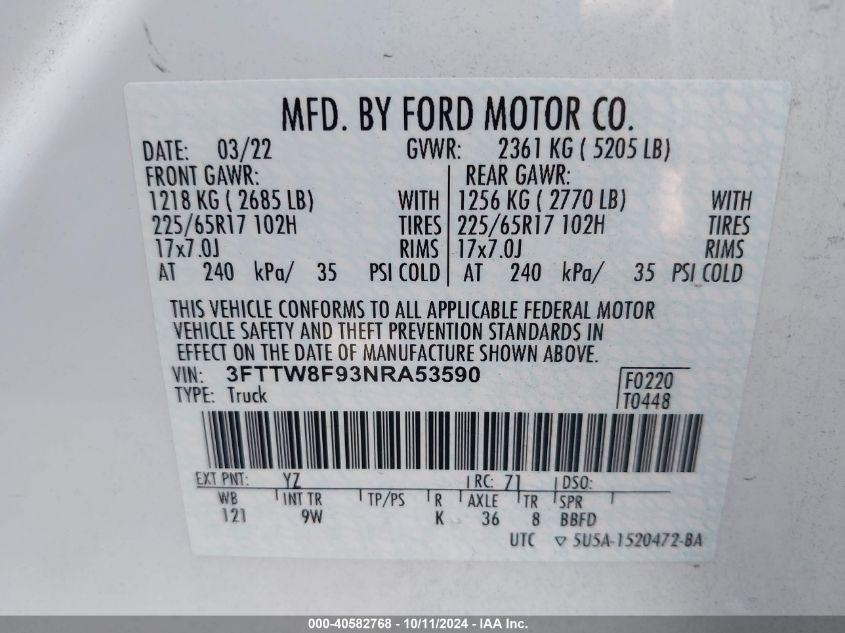 MFD. BY FORD MOTOR CO.
DATE: 03/22 GVWR: 2361 KG ( 5205 LB)
FRONT GAWR: REAR GAWR:
1218 KG ( 2685 LB) WITH 1256 KG ( 2770 LB) WITH
225/65R17 102H TIRES 225/65R17 102H TIRES
17x7.0J RIMS 17x7.0J RIMS
AT 240 kPa/ 35 PSI COLD AT 240 kPa/ 35 PSI COLD
THIS VEHICLE CONFORMS TO ALL APPLICABLE FEDERAL MOTOR
VEHICLE SAFETY AND THEFT PREVENTION STANDARDS IN
EFFECT ON THE DATE OF MANUFACTURE SHOWN ABOVE.
VIN: 3FTTW8F93NRA53590 F0220
TYPE: Truck T0448
EXT PNT: YZ RC: 71 DSO:
WB INT TR TP/PS R AXLE TR SPR
121 9W K 36 8 BBFD
UTC ▽ 5U5A-1520472-BA
000-40582768 - 10/11/2024 - IAA Inc.